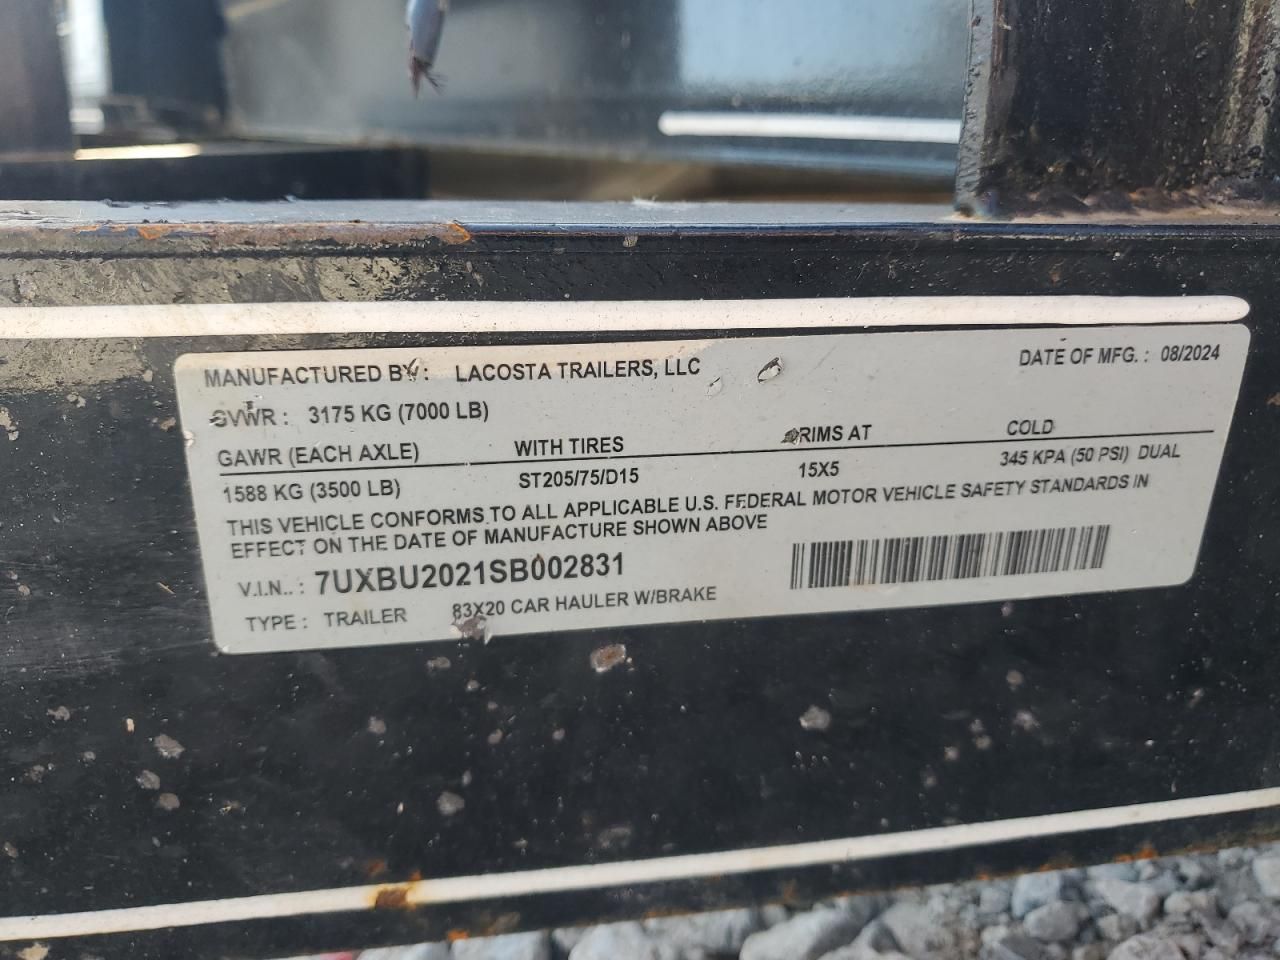 MANUFACTURED BY: LACOSTA TRAILERS, LLC DATE OF MFG. : 08/2024
GVWR : 3175 KG (7000 LB)
GAWR (EACH AXLE) WITH TIRES RIMS AT COLD
1588 KG (3500 LB) ST205/75/D15 15X5 345 KPA (50 PSI) DUAL
THIS VEHICLE CONFORMS TO ALL APPLICABLE U.S. FEDERAL MOTOR VEHICLE SAFETY STANDARDS IN
EFFECT ON THE DATE OF MANUFACTURE SHOWN ABOVE
V.I.N.. : 7UXBU2021SB002831
TYPE : TRAILER 83X20 CAR HAULER W/BRAKE